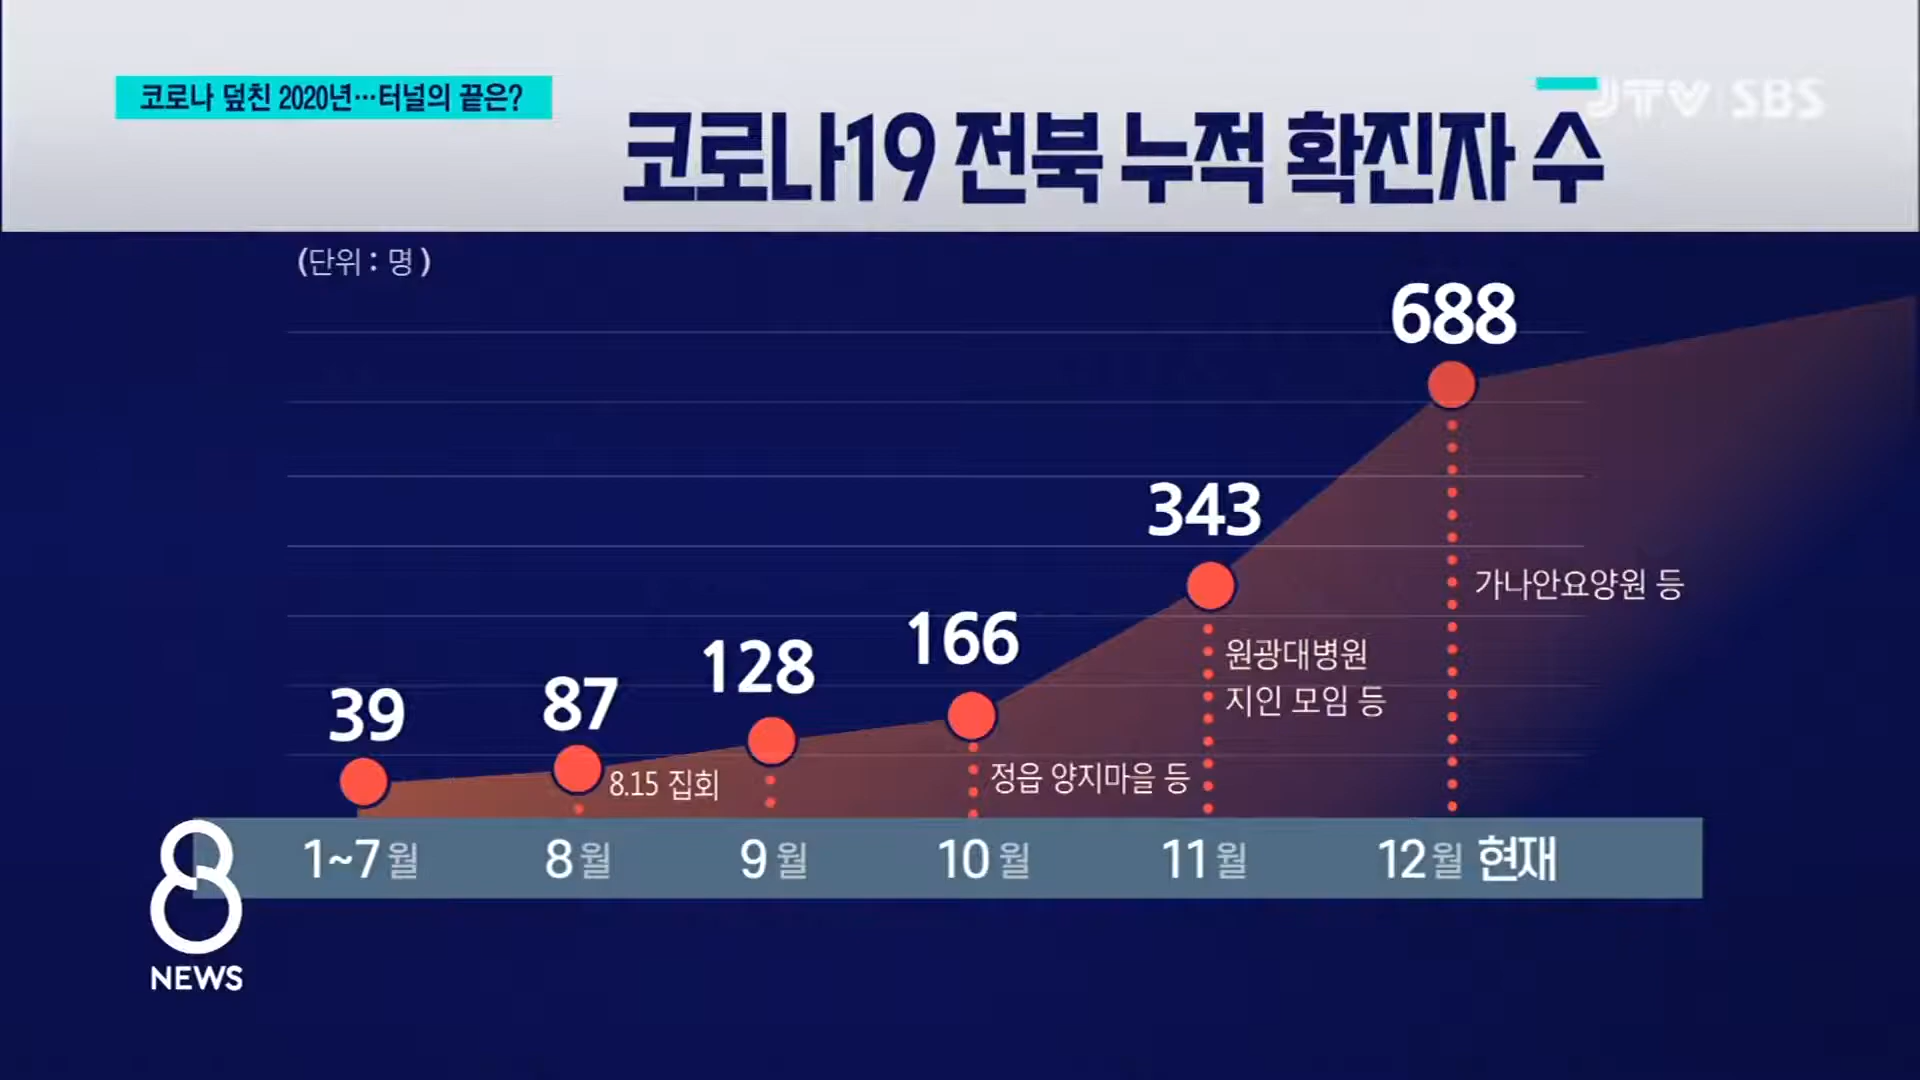 코로나 덮친 2020년…터널의 끝은?
JTV SBS
코로나19 전북 누적 확진자 수
(단위 : 명)
688
343
166
128
87
39
가나안요양원 등
원광대병원
지인 모임 등
정읍 양지마을 등
8.15 집회
1~7월 8월 9월 10월 11월 12월 현재
8
NEWS